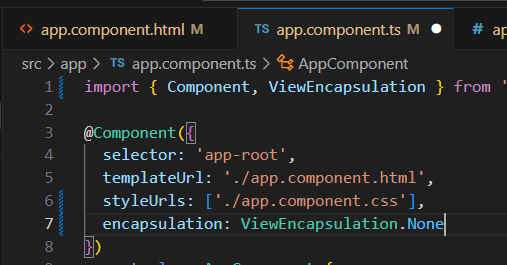 app.component.html M
TS app.component.ts M
#
src > app > TS app.component.ts > AppComponent
1 import { Component, ViewEncapsulation } from '
2
3 @Component({
4 selector: 'app-root',
5 templateUrl: './app.component.html',
6 styleUrls: ['./app.component.css'],
7 encapsulation: ViewEncapsulation.None
8 })